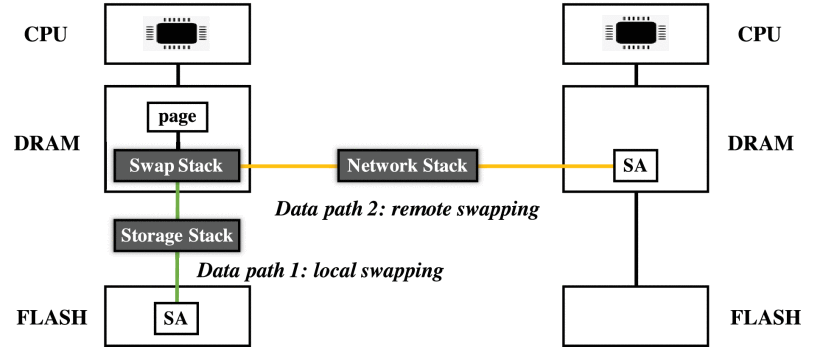 CPU
CPU
page
DRAM
DRAM
Swap Stack
Network Stack
SA
Data path 2: remote swapping
Storage Stack
Data path 1: local swapping
FLASH
SA
FLASH